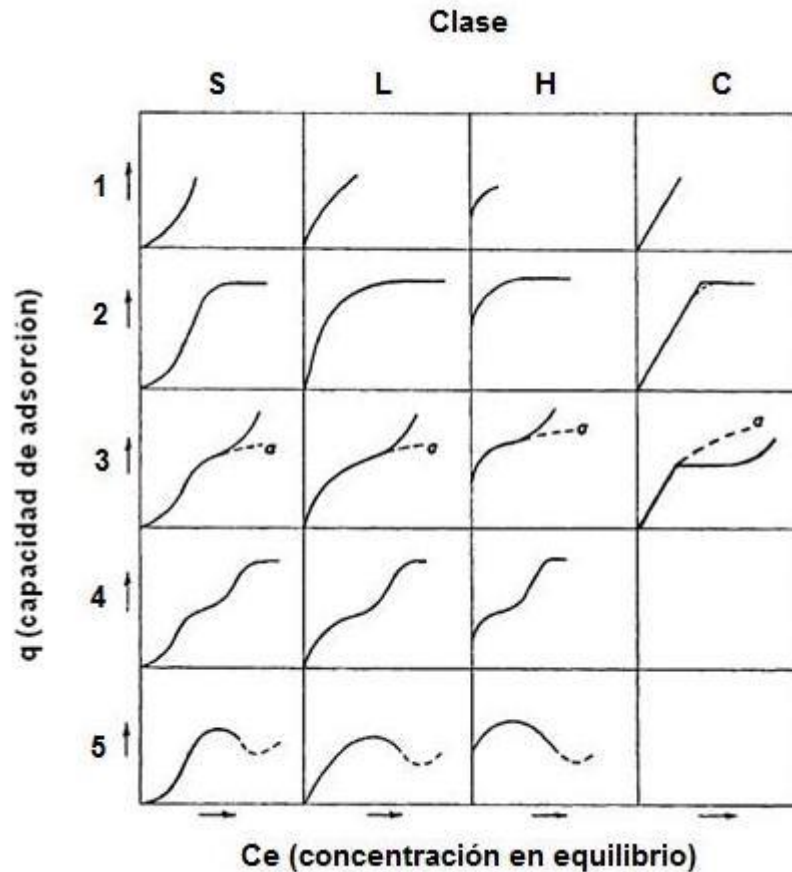 Clase
S L H C
1
2
3
4
5
a
a
a
a
q (capacidad de adsorción)
Ce (concentración en equilibrio)